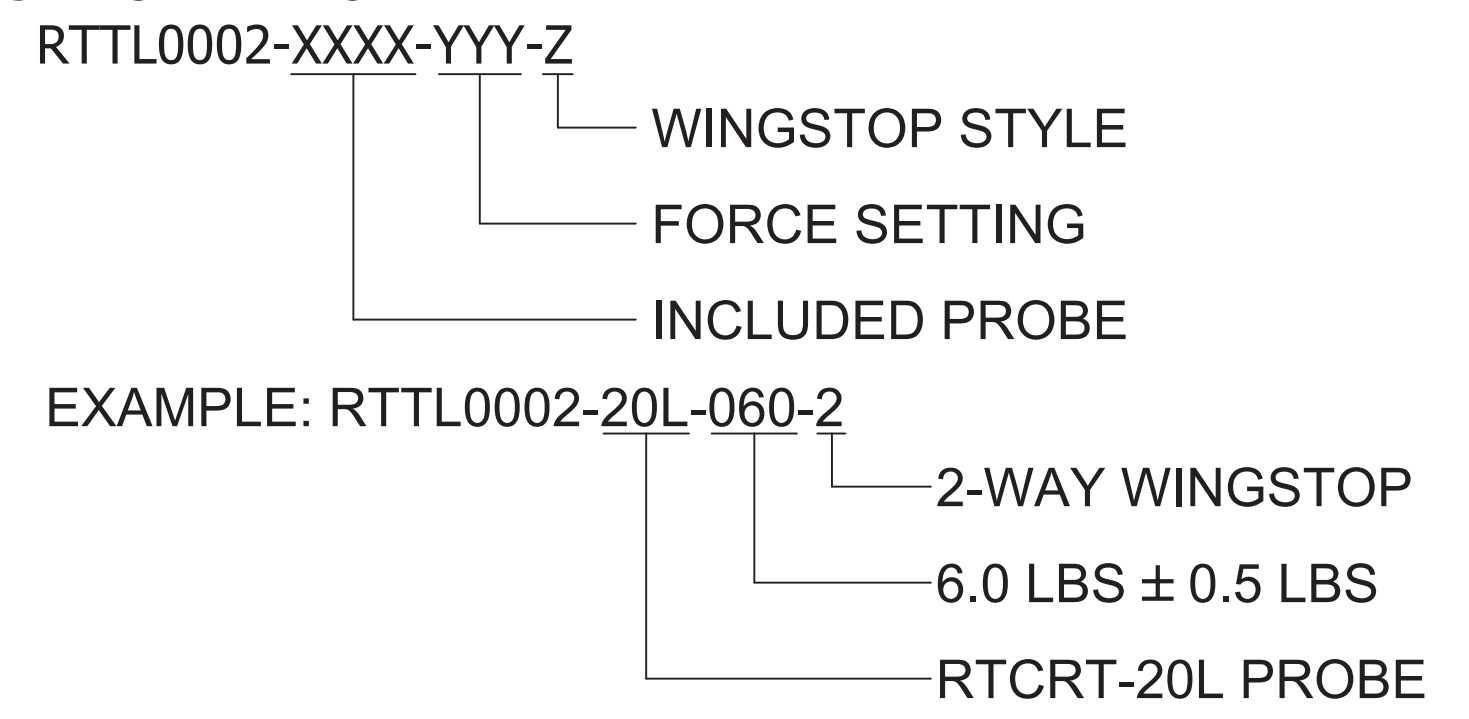 RTTL0002-XXXX-YYY-Z
WINGSTOP STYLE
FORCE SETTING
INCLUDED PROBE
EXAMPLE: RTTL0002-20L-060-2
2-WAY WINGSTOP
6.0 LBS ± 0.5 LBS
RTCRT-20L PROBE